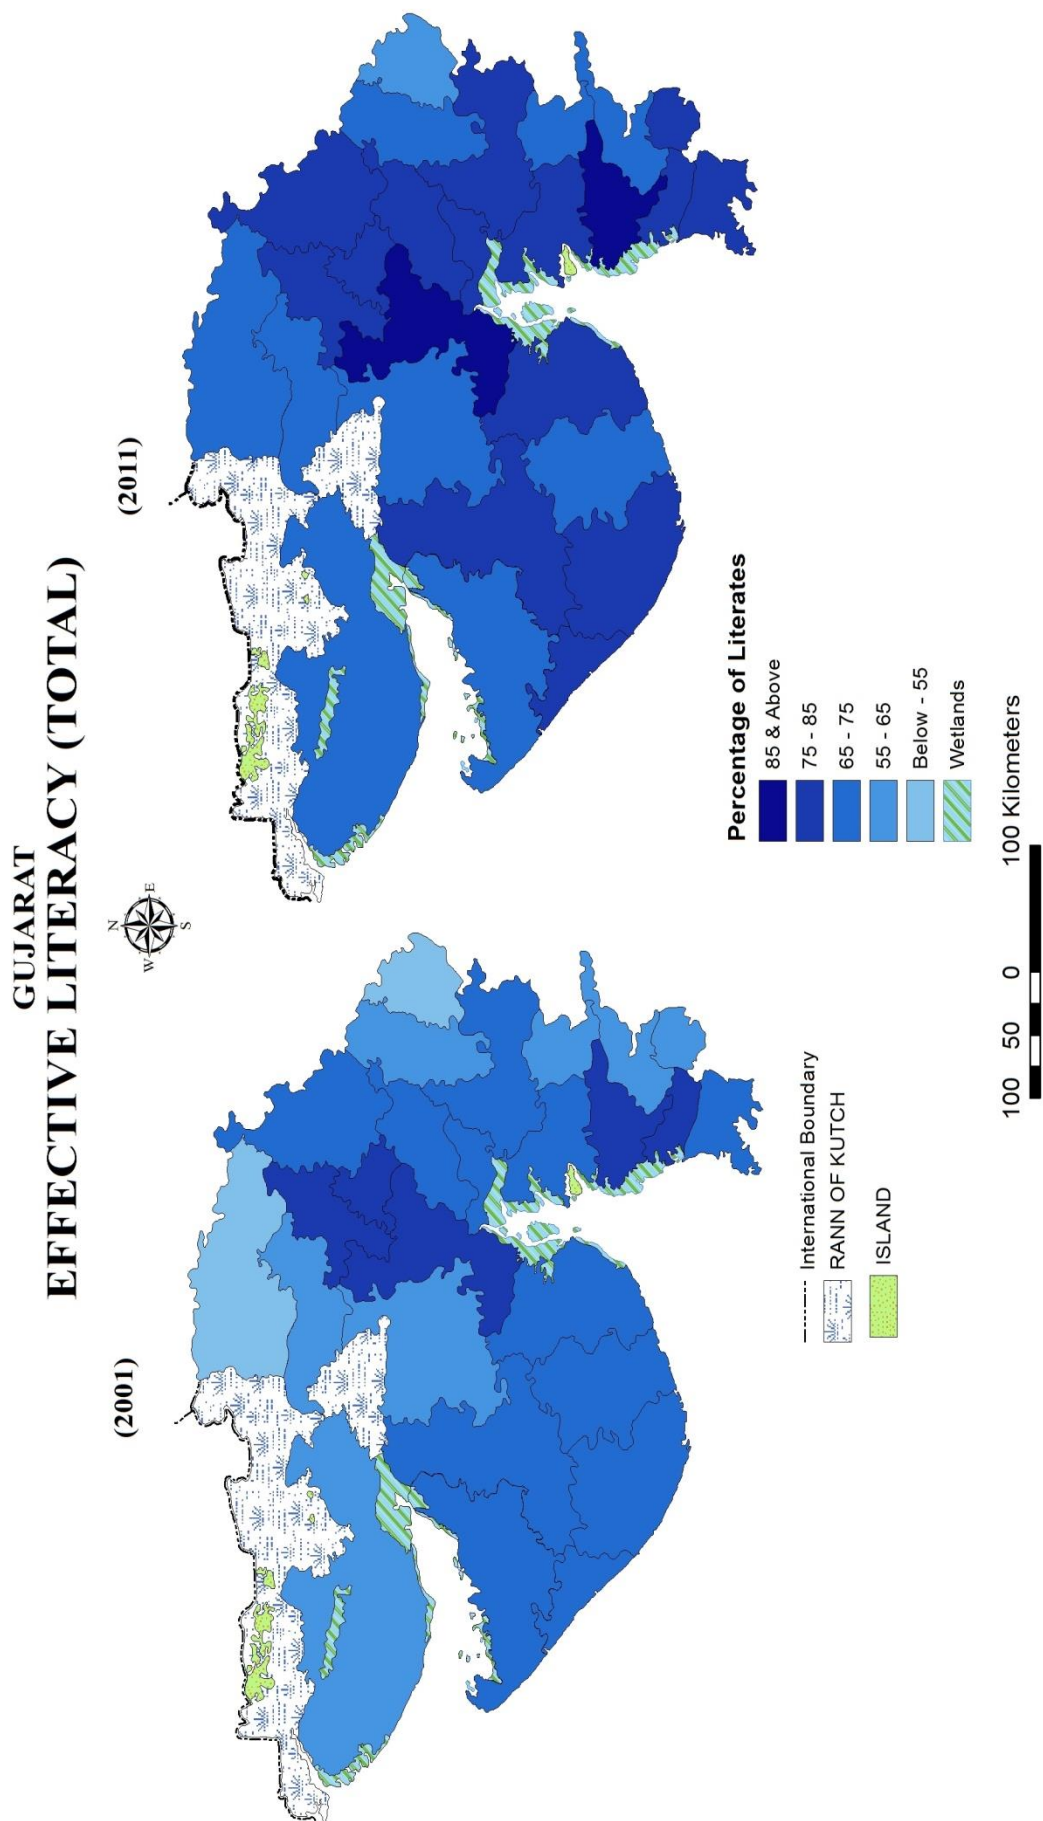 GUJARAT
EFFECTIVE LITERACY (TOTAL)
N
W
E
S
(2001)
(2011)
Percentage of Literates
85 & Above
75 - 85
65 - 75
55 - 65
Below - 55
Wetlands
International Boundary
RANN OF KUTCH
ISLAND
100 50 0 100 Kilometers